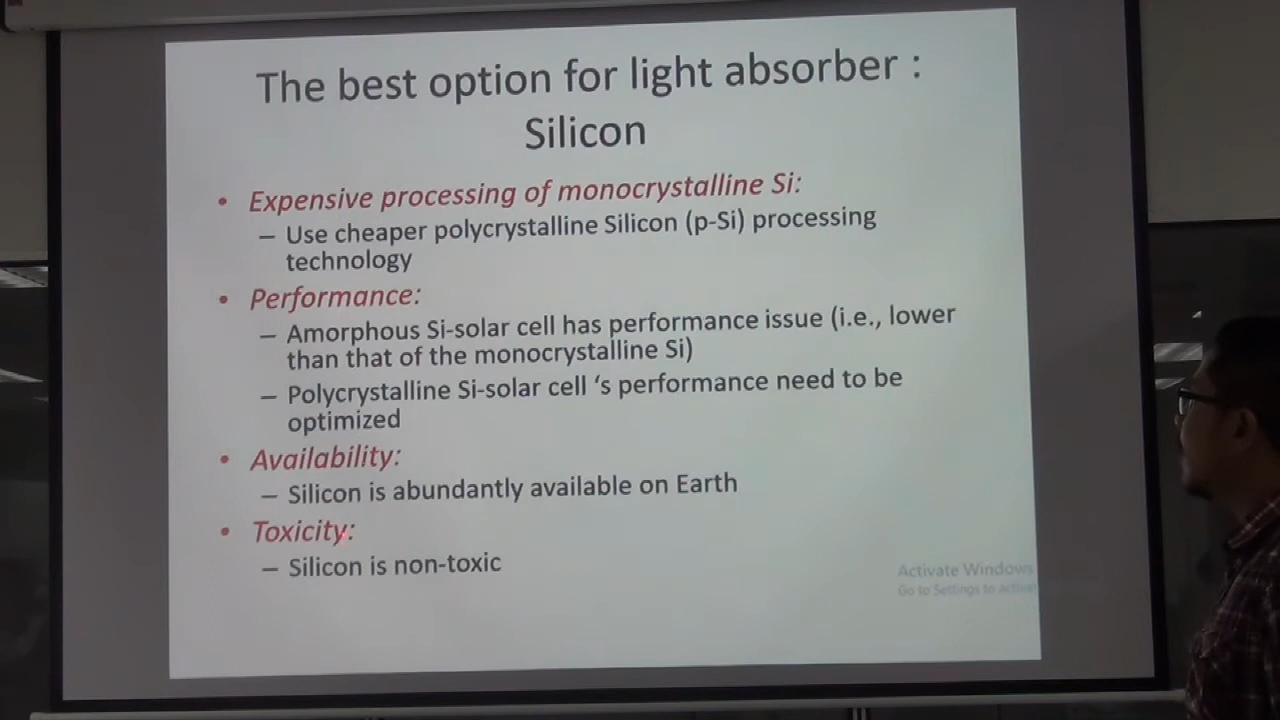 The best option for light absorber :
Silicon
• Expensive processing of monocrystalline Si:
– Use cheaper polycrystalline Silicon (p-Si) processing
technology
• Performance:
– Amorphous Si-solar cell has performance issue (i.e., lower
than that of the monocrystalline Si)
– Polycrystalline Si-solar cell ‘s performance need to be
optimized
• Availability:
– Silicon is abundantly available on Earth
• Toxicity:
– Silicon is non-toxic
Activate Windows
Go to Settings to